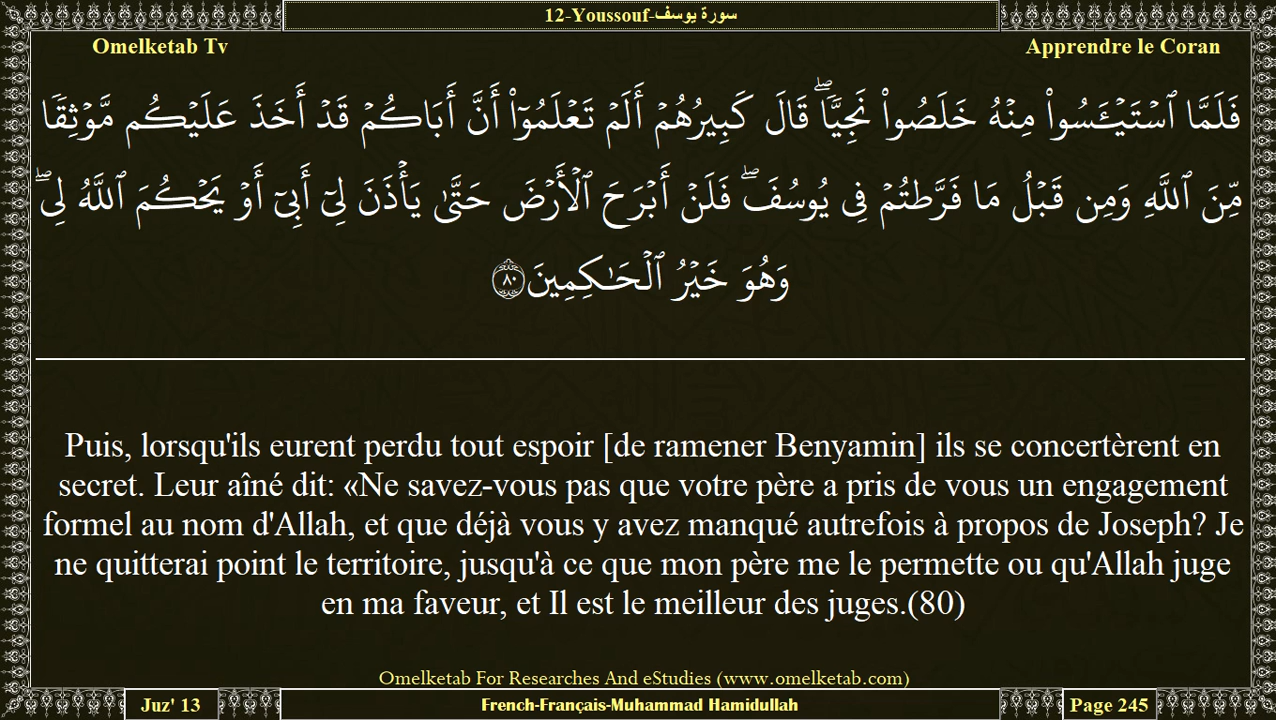 12-Youssouf-سورة يوسف
Omelketab Tv
Apprendre le Coran
فَلَمَّا ٱسْتَيْـَٔسُوا۟ مِنْهُ خَلَصُوا۟ نَجِيًّۭا ۖ قَالَ كَبِيرُهُمْ أَلَمْ تَعْلَمُوٓا۟ أَنَّ أَبَاكُمْ قَدْ أَخَذَ عَلَيْكُم مَّوْثِقًۭا
مِّنَ ٱللَّهِ وَمِن قَبْلُ مَا فَرَّطتُمْ فِى يُوسُفَ ۖ فَلَنْ أَبْرَحَ ٱلْأَرْضَ حَتَّىٰ يَأْذَنَ لِىٓ أَبِىٓ أَوْ يَحْكُمَ ٱللَّهُ لِى ۖ
وَهُوَ خَيْرُ ٱلْحَـٰكِمِينَ ٨٠
Puis, lorsqu'ils eurent perdu tout espoir [de ramener Benyamin] ils se concertèrent en
secret. Leur aîné dit: «Ne savez-vous pas que votre père a pris de vous un engagement
formel au nom d'Allah, et que déjà vous y avez manqué autrefois à propos de Joseph? Je
ne quitterai point le territoire, jusqu'à ce que mon père me le permette ou qu'Allah juge
en ma faveur, et Il est le meilleur des juges.(80)
Omelketab For Researches And eStudies (www.omelketab.com)
Juz' 13
French-Français-Muhammad Hamidullah
Page 245